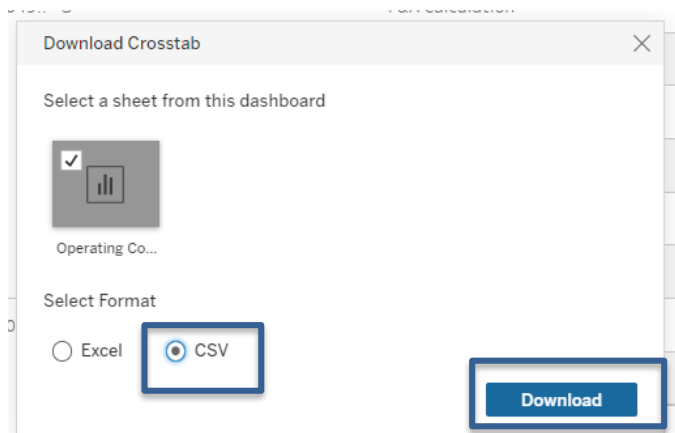 Download Crosstab
Select a sheet from this dashboard
Operating Co...
Select Format
Excel CSV
Download